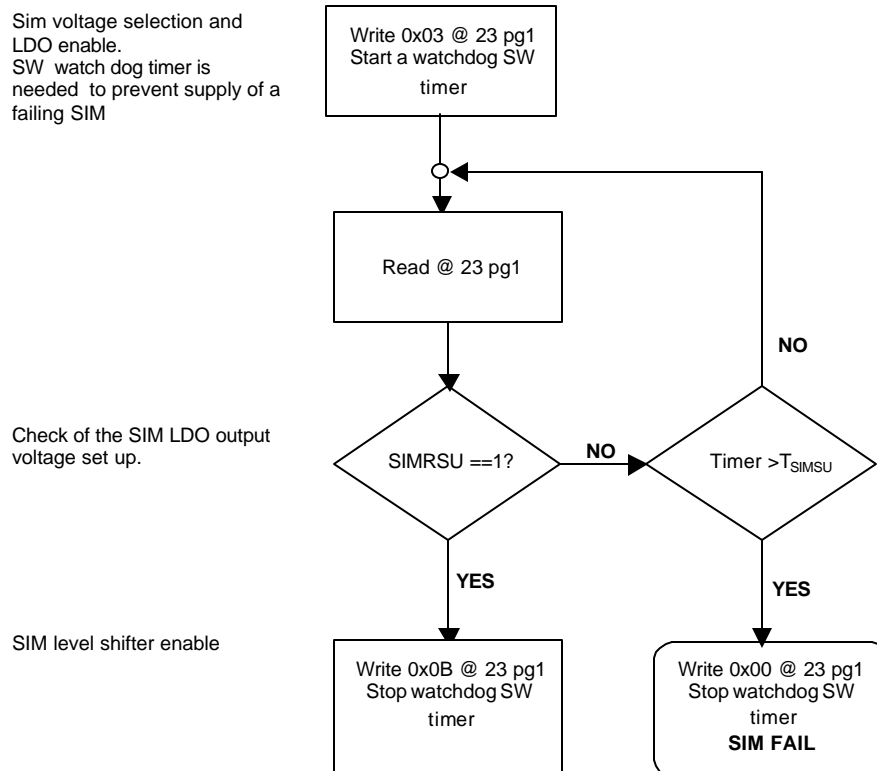 Sim voltage selection and
LDO enable.
SW watch dog timer is
needed to prevent supply of a
failing SIM
Write 0x03 @ 23 pg1
Start a watchdog SW
timer
Read @ 23 pg1
NO
Check of the SIM LDO output
voltage set up.
SIMRSU ==1?
NO
Timer >TSIMSU
YES
YES
SIM level shifter enable
Write 0x0B @ 23 pg1
Stop watchdog SW
timer
Write 0x00 @ 23 pg1
Stop watchdog SW
timer
SIM FAIL